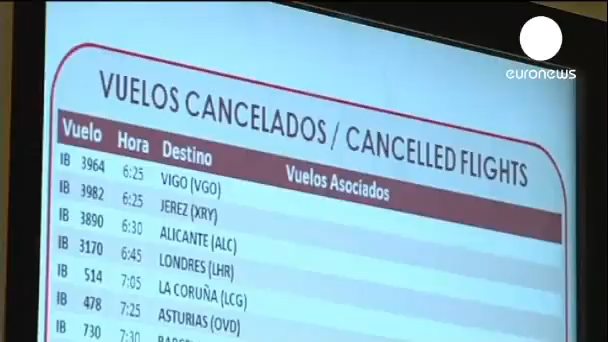 euronews
VUELOS CANCELADOS / CANCELLED FLIGHTS
Vuelo Hora Destino Vuelos Asociados
IB 3964 6:25 VIGO (VGO)
IB 3982 6:25 JEREZ (XRY)
IB 3890 6:30 ALICANTE (ALC)
IB 3170 6:45 LONDRES (LHR)
IB 514 7:05 LA CORUÑA (LCG)
IB 478 7:25 ASTURIAS (OVD)
IB 730 7:30